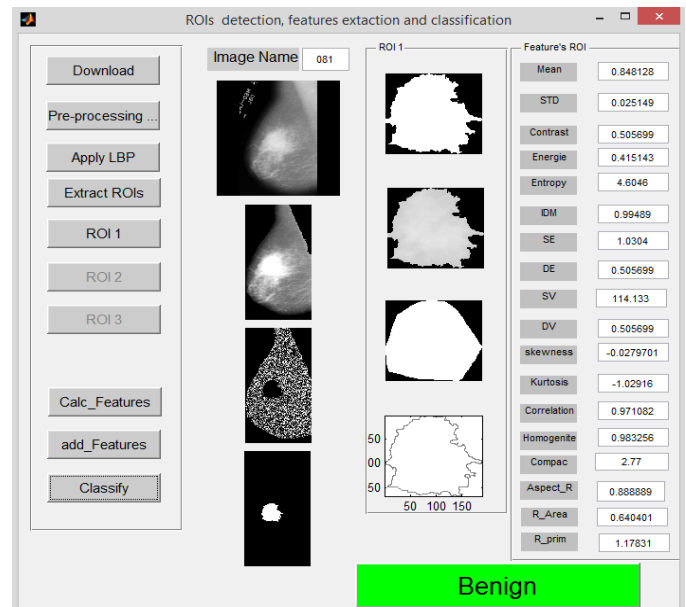 ROIs detection, features extaction and classification
Download
Pre-processing ...
Apply LBP
Extract ROIs
ROI 1
ROI 2
ROI 3
Calc_Features
add_Features
Classify
Image Name 081
ROI 1
50
00
50
50 100 150
Feature's ROI
Mean 0.848128
STD 0.025149
Contrast 0.505699
Energie 0.415143
Entropy 4.6046
IDM 0.99489
SE 1.0304
DE 0.505699
SV 114.133
DV 0.505699
skewness -0.0279701
Kurtosis -1.02916
Correlation 0.971082
Homogenite 0.983256
Compac 2.77
Aspect_R 0.888889
R_Area 0.640401
R_prim 1.17831
Benign